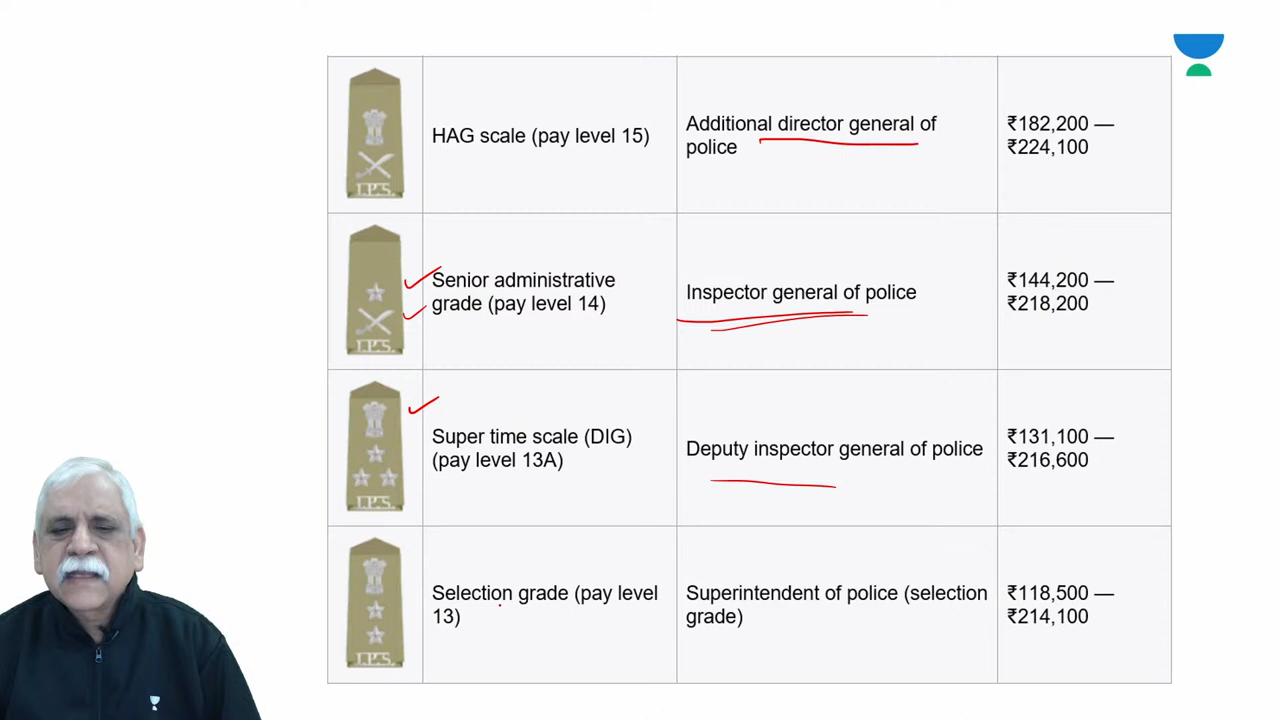 I.P.S.
HAG scale (pay level 15)
Additional director general of
police
₹182,200 —
₹224,100
I.P.S.
Senior administrative
grade (pay level 14)
Inspector general of police
₹144,200 —
₹218,200
I.P.S.
Super time scale (DIG)
(pay level 13A)
Deputy inspector general of police
₹131,100 —
₹216,600
I.P.S.
Selection grade (pay level
13)
Superintendent of police (selection
grade)
₹118,500 —
₹214,100